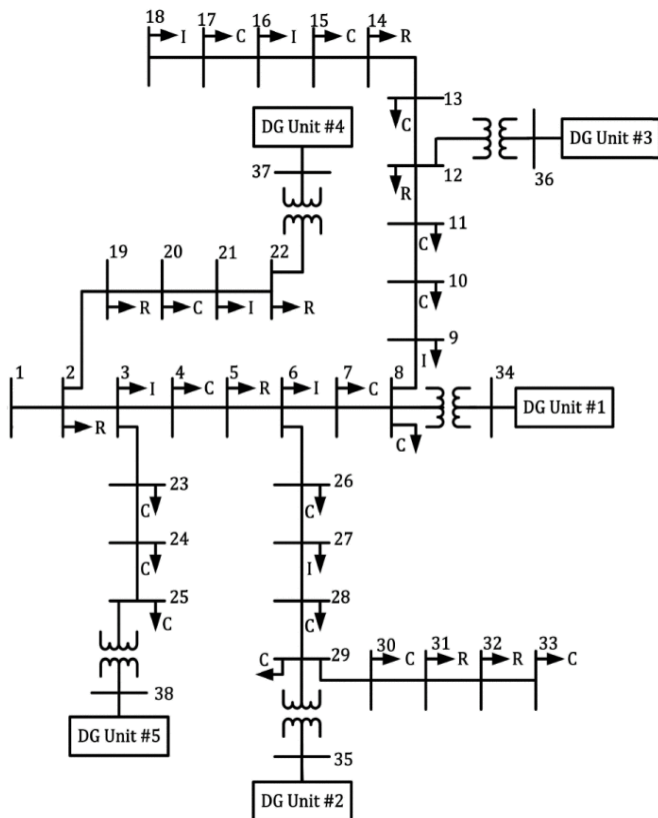 18 17 16 15 14
I C I C R
13
C
DG Unit #4
DG Unit #3
37
12
36
R
11
C
19 20 21 22
10
R C I R
C
9
I
1 2 3 4 5 6 7 8 34
I C R I C
DG Unit #1
R
C
23 26
C C
24 27
C I
25 28
C C
C 29 30 31 32 33
C R R C
38
DG Unit #5
35
DG Unit #2